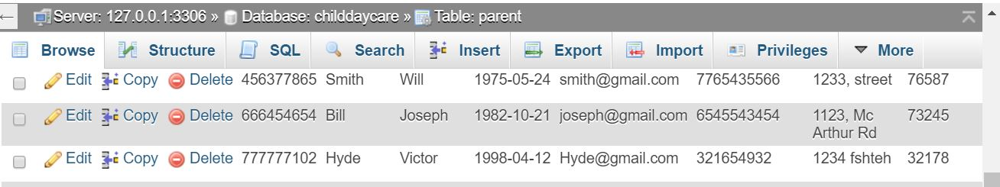 Server: 127.0.0.1:3306 » Database: childdaycare » Table: parent
Browse Structure SQL Search Insert Export Import Privileges More
Edit Copy Delete 456377865 Smith Will 1975-05-24 smith@gmail.com 7765435566 1233, street 76587
Edit Copy Delete 666454654 Bill Joseph 1982-10-21 joseph@gmail.com 6545543454 1123, Mc 73245
Arthur Rd
Edit Copy Delete 777777102 Hyde Victor 1998-04-12 Hyde@gmail.com 321654932 1234 fshteh 32178